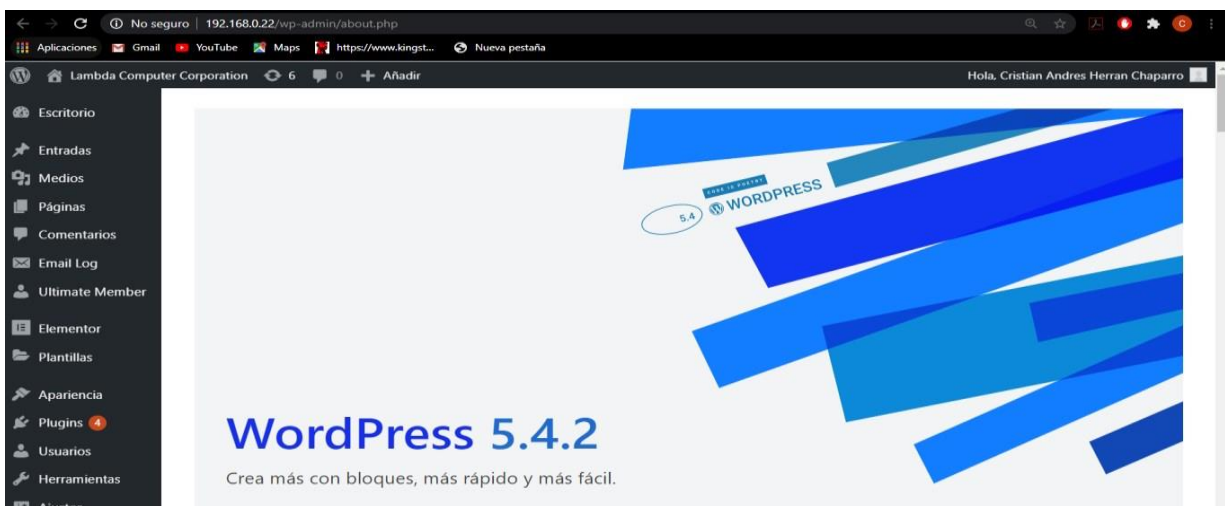 No seguro | 192.168.0.22/wp-admin/about.php
Aplicaciones Gmail YouTube Maps https://www.kingst... Nueva pestaña
Lambda Computer Corporation 6 0 + Añadir Hola, Cristian Andres Herran Chaparro
Escritorio
Entradas
Medios
Páginas
Comentarios
Email Log
Ultimate Member
Elementor
Plantillas
Apariencia
Plugins 4
Usuarios
Herramientas
CODE IS POETRY
5.4 WORDPRESS
WordPress 5.4.2
Crea más con bloques, más rápido y más fácil.